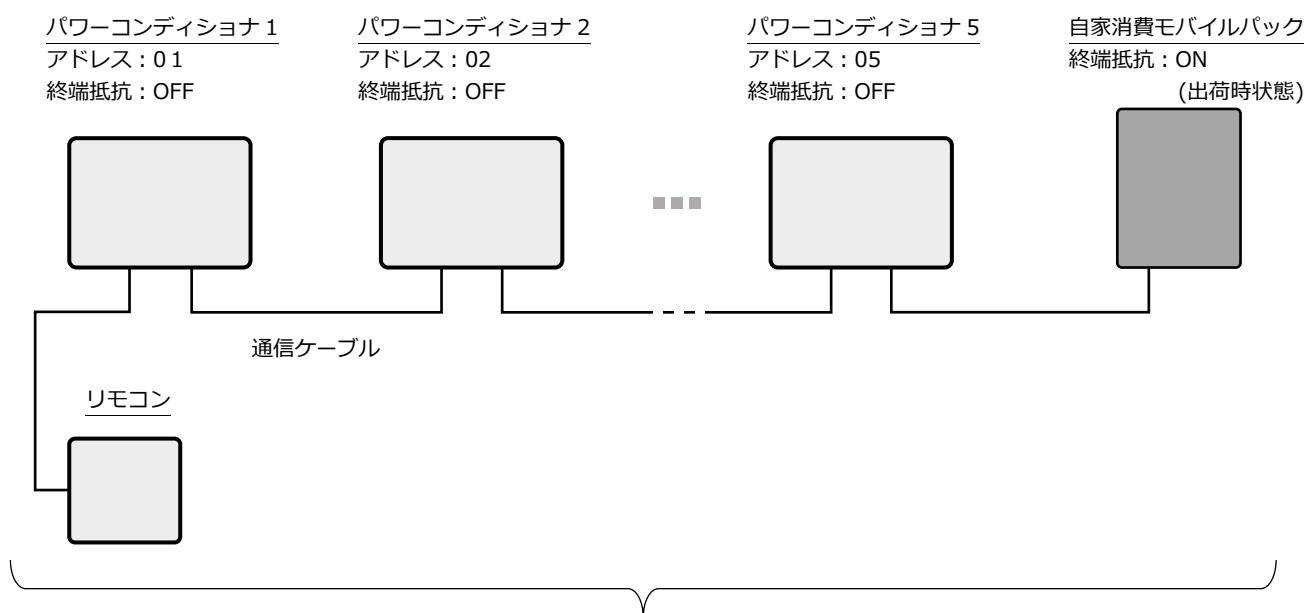 パワーコンディショナ 1
アドレス:0１
終端抵抗:OFF
パワーコンディショナ 2
アドレス:02
終端抵抗:OFF
パワーコンディショナ 5
アドレス:05
終端抵抗:OFF
自家消費モバイルパック
終端抵抗:ON
(出荷時状態)
通信ケーブル
リモコン